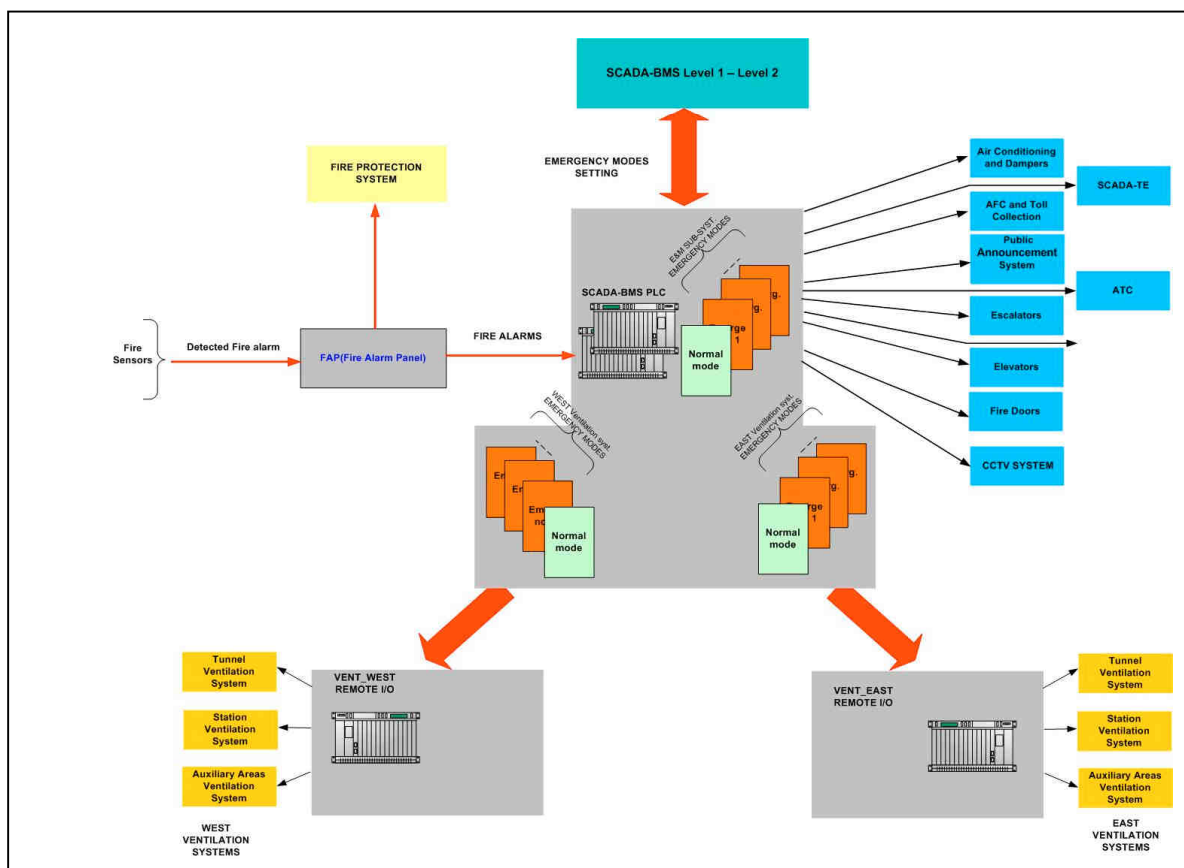 SCADA-BMS Level 1 – Level 2
FIRE PROTECTION
SYSTEM
EMERGENCY MODES
SETTING
Air Conditioning
and Dampers
SCADA-TE
AFC and Toll
Collection
Public
Announcement
System
ATC
Escalators
Elevators
Fire Doors
CCTV SYSTEM
E&M SUB-SYST.
EMERGENCY MODES
SCADA-BMS PLC
Normal
mode
Fire
Sensors
Detected Fire alarm
FAP(Fire Alarm Panel)
FIRE ALARMS
WEST Ventilation syst.
EMERGENCY MODES
Normal
mode
EAST Ventilation syst.
EMERGENCY MODES
1
Normal
mode
Tunnel
Ventilation
System
Station
Ventilation
System
Auxiliary Areas
Ventilation
System
WEST
VENTILATION
SYSTEMS
VENT_WEST
REMOTE I/O
VENT_EAST
REMOTE I/O
Tunnel
Ventilation
System
Station
Ventilation
System
Auxiliary Areas
Ventilation
System
EAST
VENTILATION
SYSTEMS